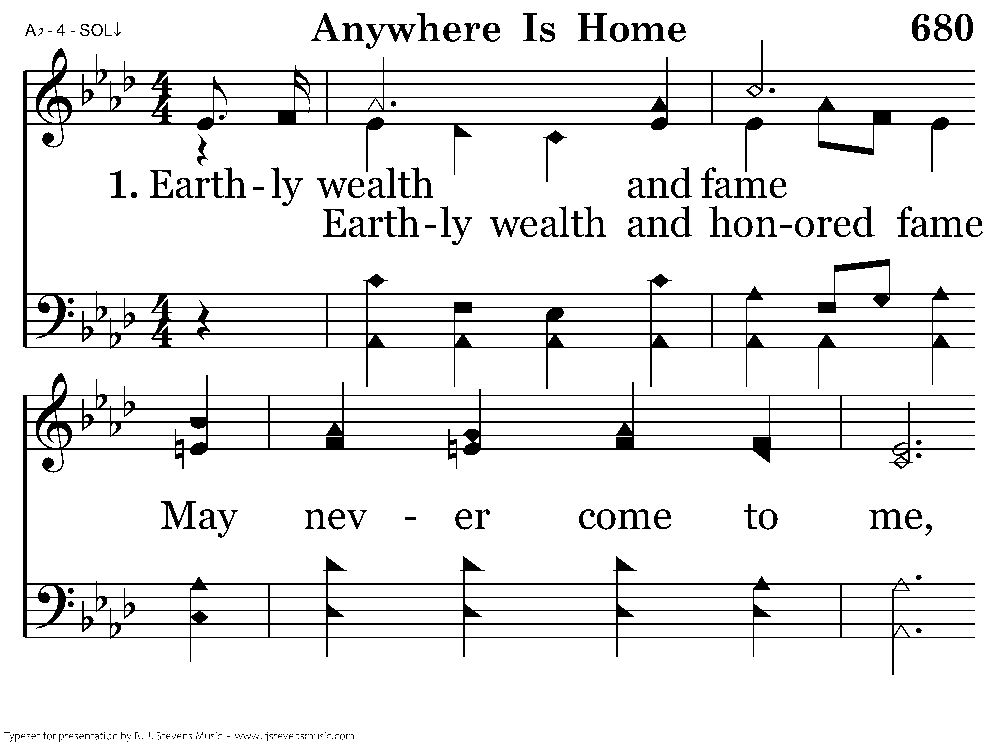 A♭ - 4 - SOL↓
Anywhere Is Home
680
1. Earth - ly wealth and fame
Earth - ly wealth and hon - ored fame
May nev - er come to me,
Typeset for presentation by R. J. Stevens Music - www.rjstevensmusic.com